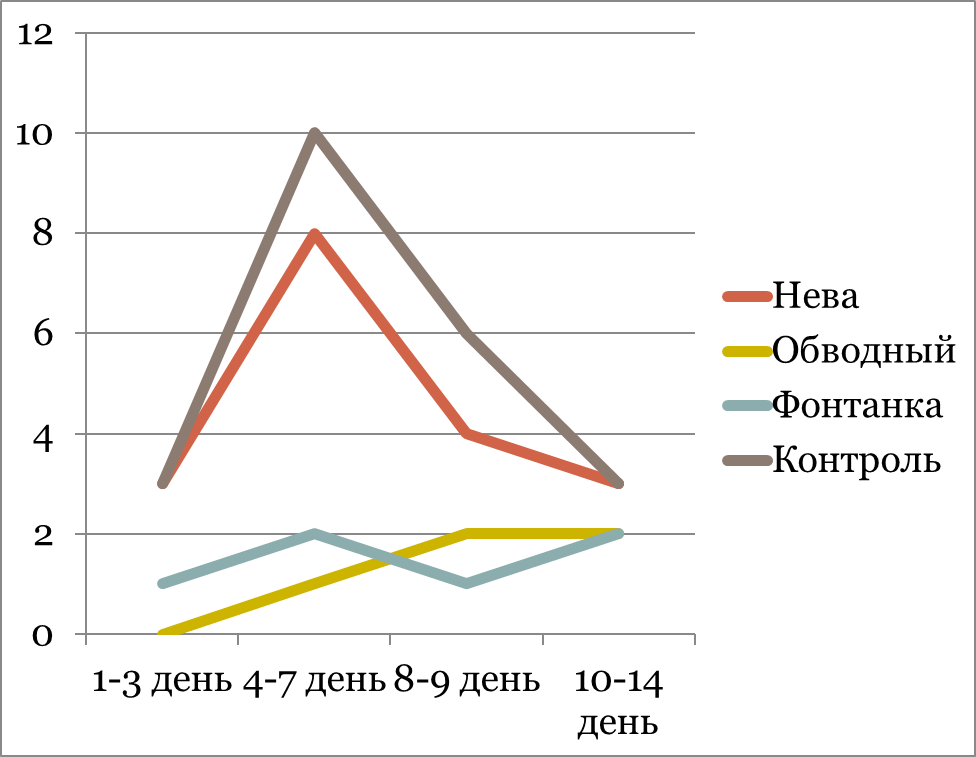 12
10
8
6
4
2
0
1-3 день 4-7 день 8-9 день 10-14
день
Нева
Обводный
Фонтанка
Контроль